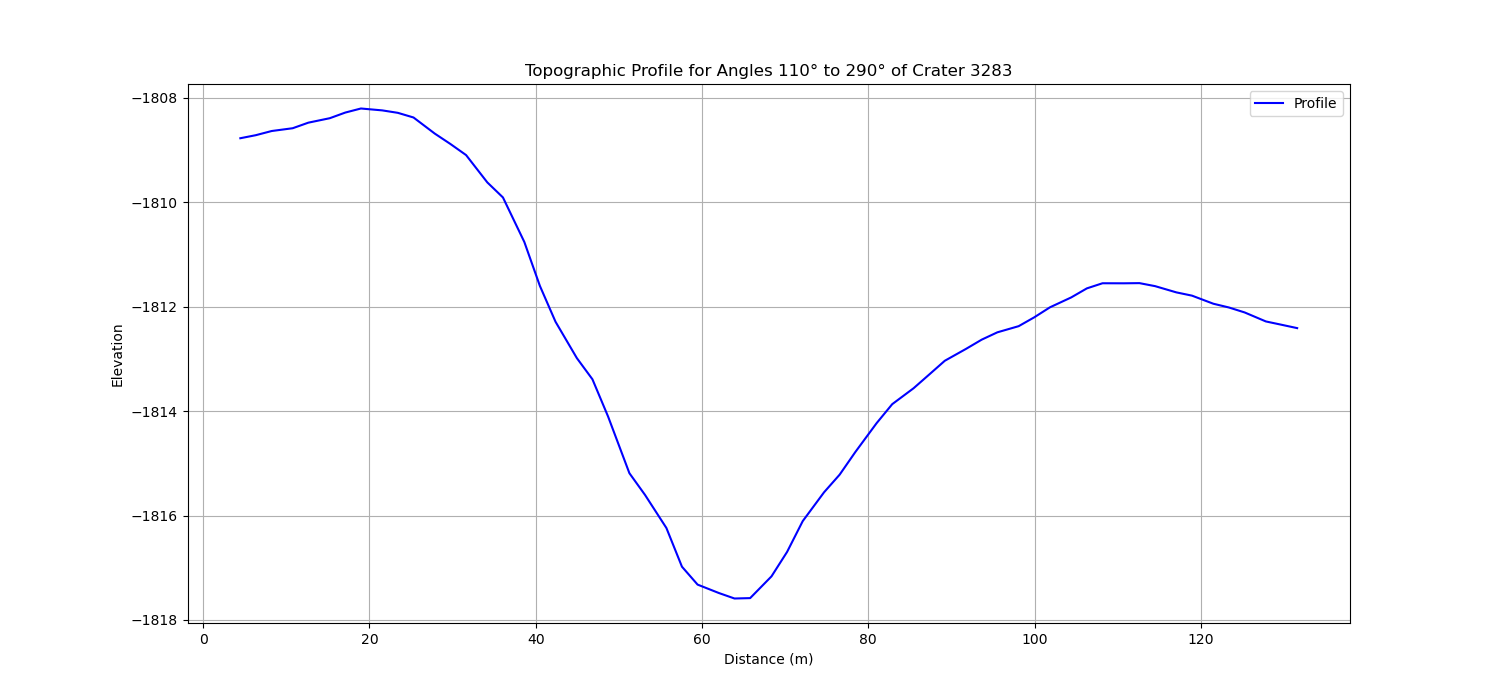 Topographic Profile for Angles 110° to 290° of Crater 3283
Profile
−1808
−1810
−1812
−1814
−1816
−1818
Elevation
0 20 40 60 80 100 120
Distance (m)